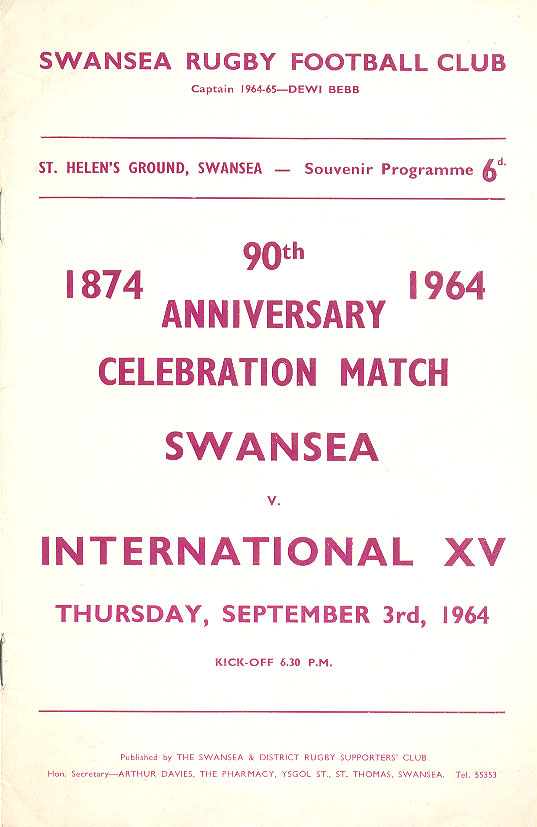 SWANSEA RUGBY FOOTBALL CLUB
Captain 1964-65—DEWI BEBB
ST. HELEN'S GROUND, SWANSEA — Souvenir Programme 6d.
90th
1874 1964
ANNIVERSARY
CELEBRATION MATCH
SWANSEA
V.
INTERNATIONAL XV
THURSDAY, SEPTEMBER 3rd, 1964
KICK-OFF 6.30 P.M.
Published by THE SWANSEA & DISTRICT RUGBY SUPPORTERS' CLUB
Hon. Secretary—ARTHUR DAVIES, THE PHARMACY, YSGOL ST., ST. THOMAS, SWANSEA. Tel. 55353